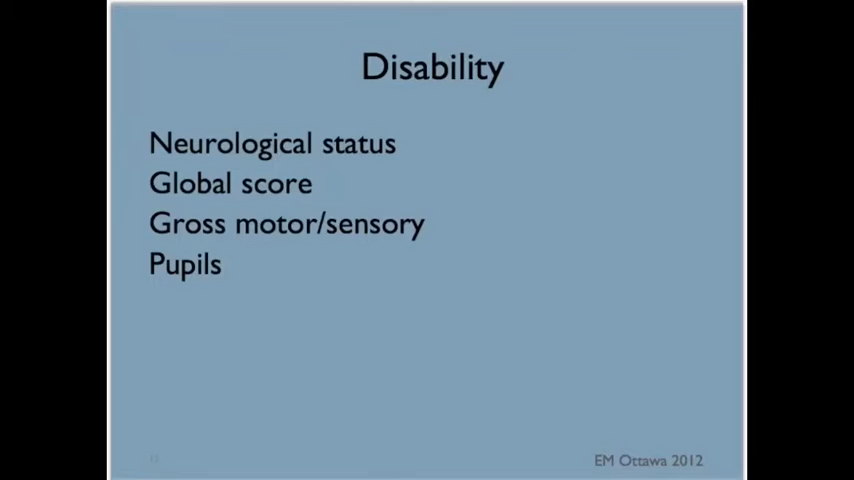 Disability
Neurological status
Global score
Gross motor/sensory
Pupils
EM Ottawa 2012